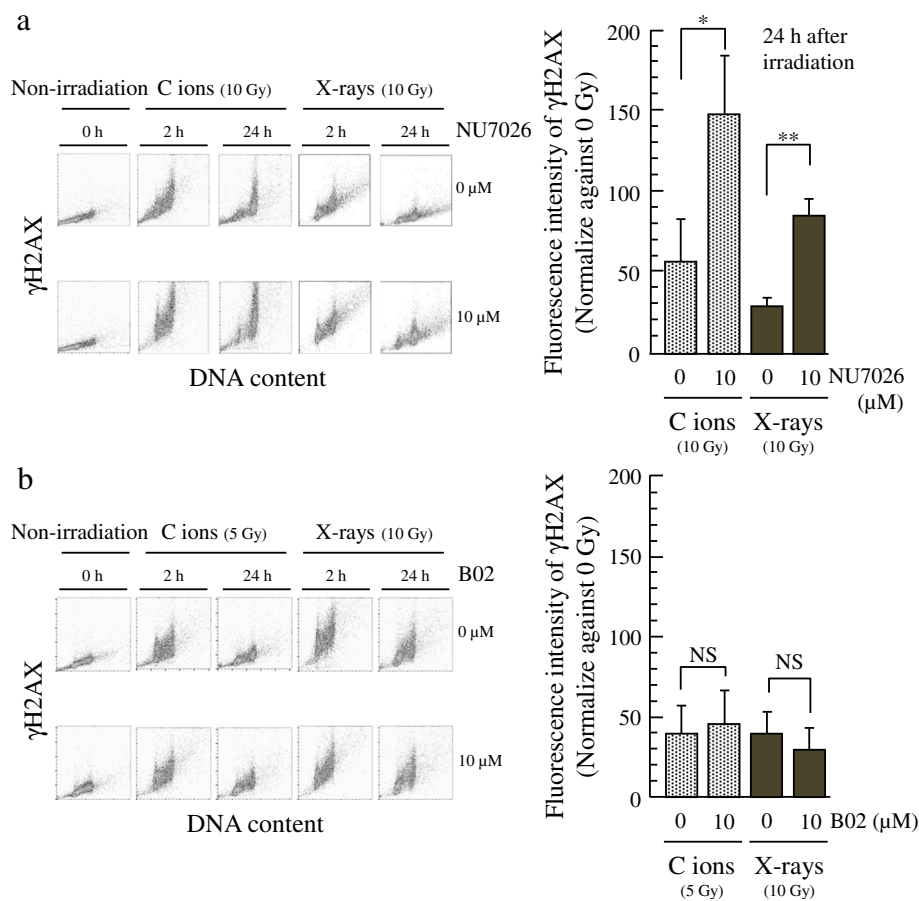 a
Non-irradiation C ions (10 Gy) X-rays (10 Gy)
0 h 2 h 24 h 2 h 24 h NU7026
0 µM
10 µM
γH2AX
DNA content
Fluorescence intensity of γH2AX
(Normalize against 0 Gy)
200
150
100
50
0
*
**
24 h after
irradiation
0 10 0 10 NU7026
(µM)
C ions X-rays
(10 Gy) (10 Gy)
b
Non-irradiation C ions (5 Gy) X-rays (10 Gy)
0 h 2 h 24 h 2 h 24 h B02
0 µM
10 µM
γH2AX
DNA content
Fluorescence intensity of γH2AX
(Normalize against 0 Gy)
200
150
100
50
0
NS NS
0 10 0 10 B02 (µM)
C ions X-rays
(5 Gy) (10 Gy)